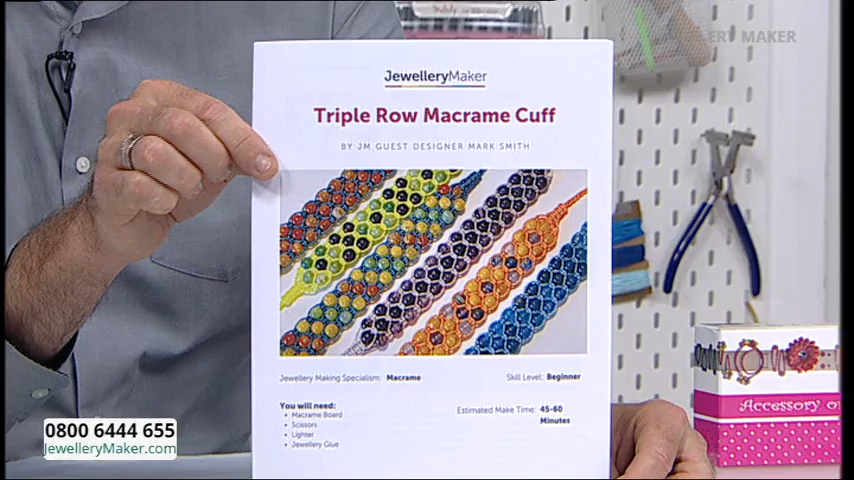 JEWELLERY MAKER
JewelleryMaker
Triple Row Macrame Cuff
BY JM GUEST DESIGNER MARK SMITH
Jewellery Making Specialism: Macrame
Skill Level: Beginner
You will need:
• Macrame Board
• Scissors
• Lighter
• Jewellery Glue
Estimated Make Time: 45-60
Minutes
Accessory
0800 6444 655
JewelleryMaker.com